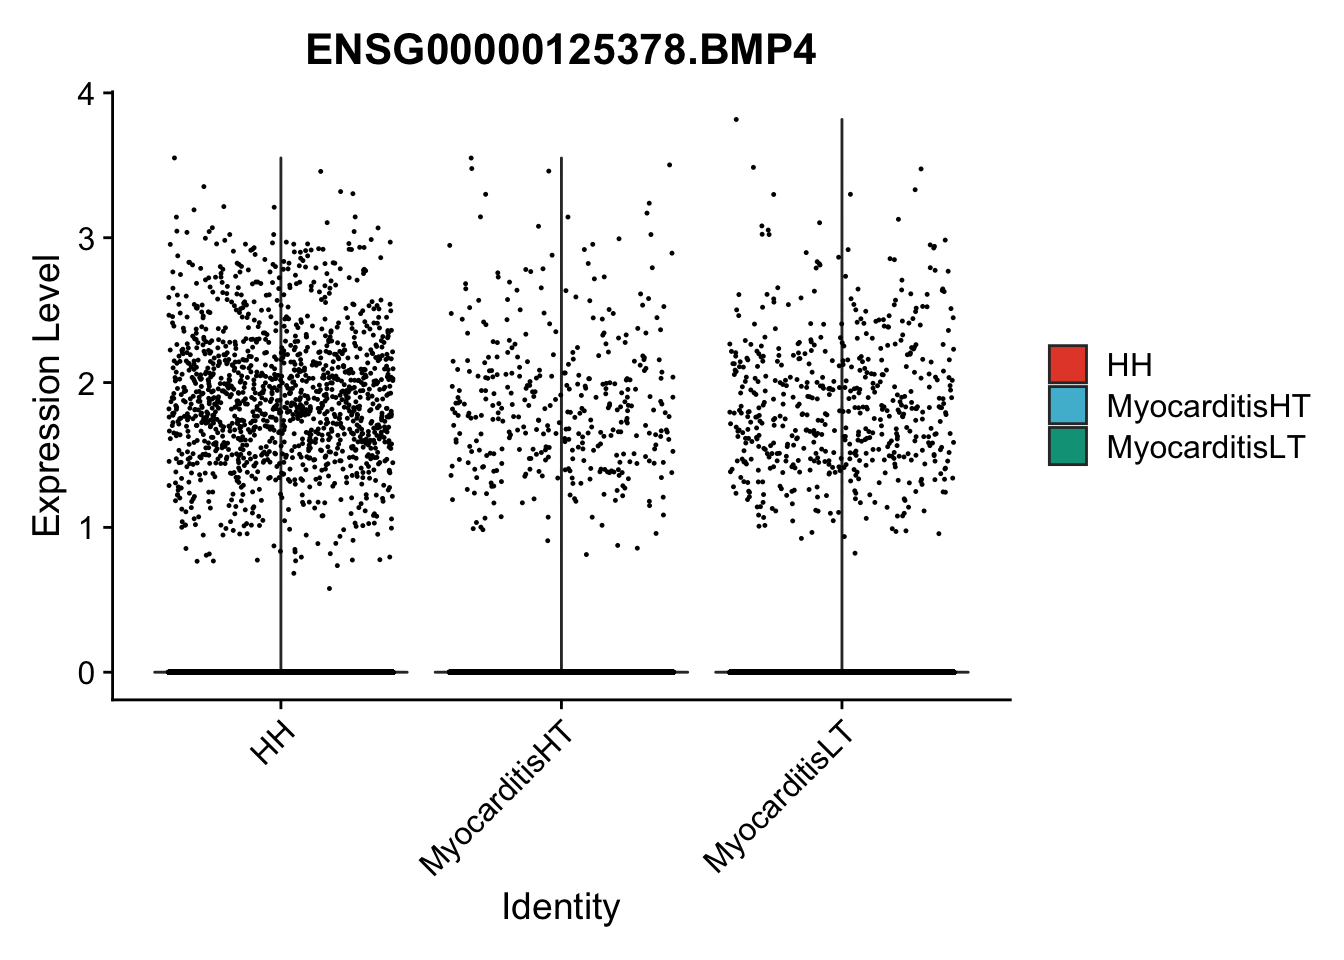 ENSG00000125378.BMP4
Expression Level
4
3
2
1
0
HH
MyocarditisHT
MyocarditisLT
Identity
HH
MyocarditisHT
MyocarditisLT